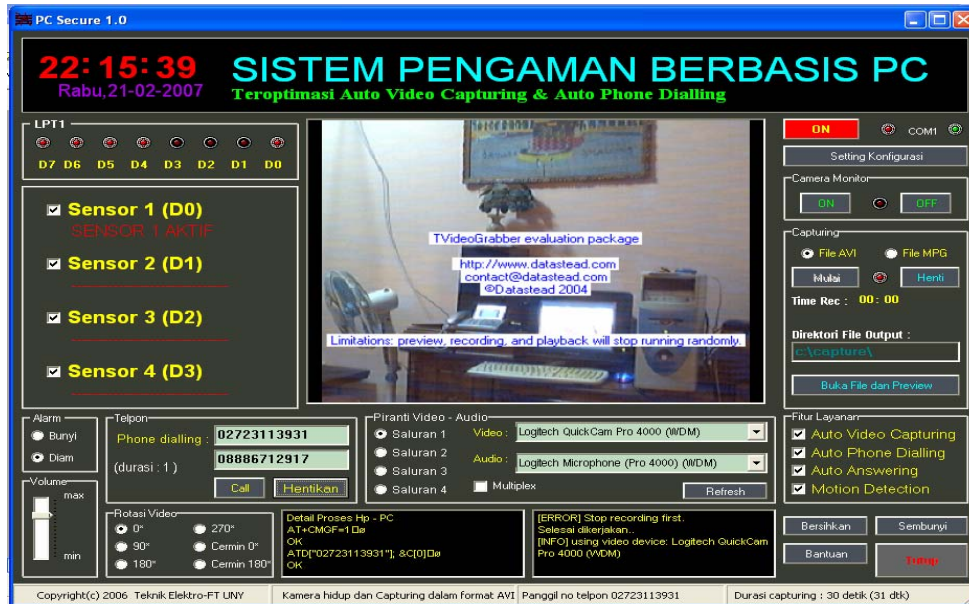 PC Secure 1.0
22:15:39
Rabu,21-02-2007
SISTEM PENGAMAN BERBASIS PC
Teroptimasi Auto Video Capturing & Auto Phone Dialling
LPT1
D7 D6 D5 D4 D3 D2 D1 D0
Sensor 1 (D0)
SENSOR 1 AKTIF
Sensor 2 (D1)
Sensor 3 (D2)
Sensor 4 (D3)
TVideoGrabber evaluation package
http://www.datastead.com
contact@datastead.com
©Datastead 2004
Limitations: preview, recording, and playback will stop running randomly.
ON COM1
Setting Konfigurasi
Camera Monitor
ON OFF
Capturing
File AVI File MPG
Mulai Henti
Time Rec : 00:00
Direktori File Output :
c:\capture\
Buka File dan Preview
Alarm
Bunyi
Diam
Volume
max
min
Telpon
Phone dialling : 02723113931
(durasi : 1 ) 08886712917
Call Hentikan
Piranti Video - Audio
Saluran 1
Saluran 2
Saluran 3
Saluran 4
Video : Logitech QuickCam Pro 4000 (WDM)
Audio : Logitech Microphone (Pro 4000) (WDM)
Multiplex Refresh
Fitur Layanan
Auto Video Capturing
Auto Phone Dialling
Auto Answering
Motion Detection
Rotasi Video
0° 270°
90° Cermin 0°
180° Cermin 180°
Detail Proses Hp - PC
AT+CMGF=1□ø
OK
ATD["02723113931"]; &C[0]□ø
OK
[ERROR] Stop recording first.
Selesai dikerjakan..
[INFO] using video device: Logitech QuickCam
Pro 4000 (WDM)
Bersihkan Sembunyi
Bantuan Tutup
Copyright(c) 2006 Teknik Elektro-FT UNY
Kamera hidup dan Capturing dalam format AVI
Panggil no telpon 02723113931
Durasi capturing : 30 detik (31 dtk)